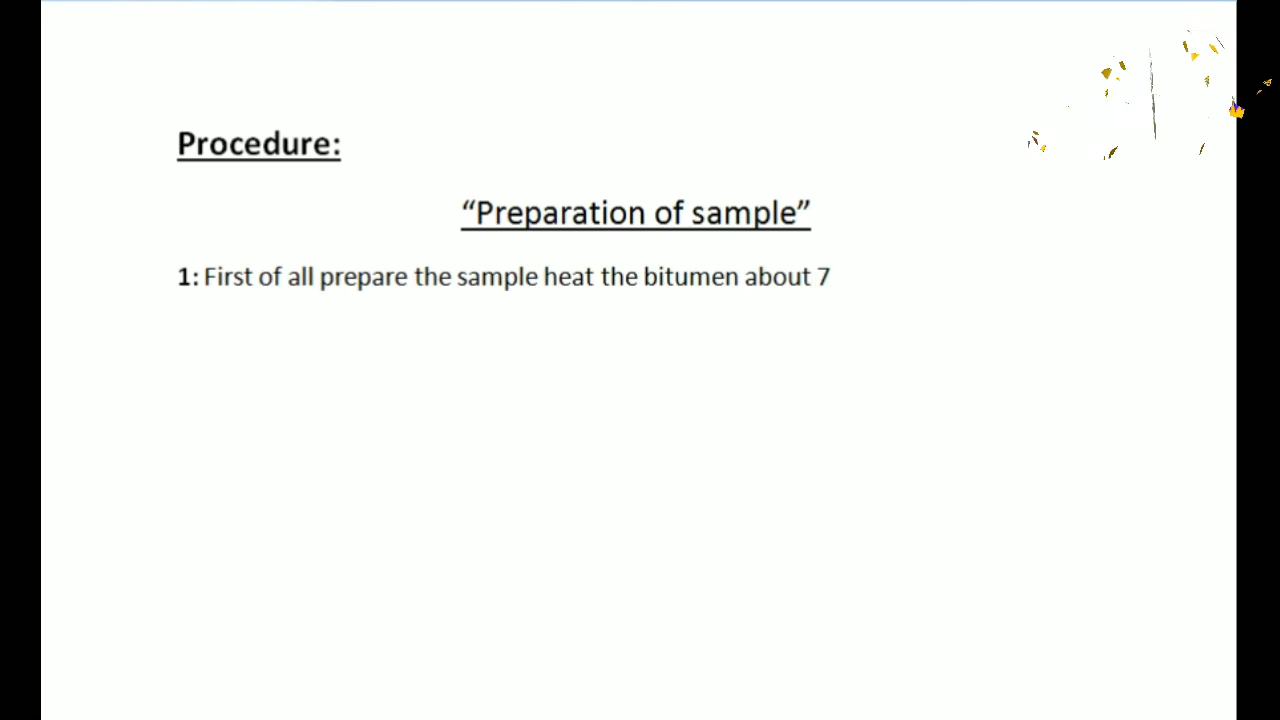 Procedure:
“Preparation of sample”
1: First of all prepare the sample heat the bitumen about 7